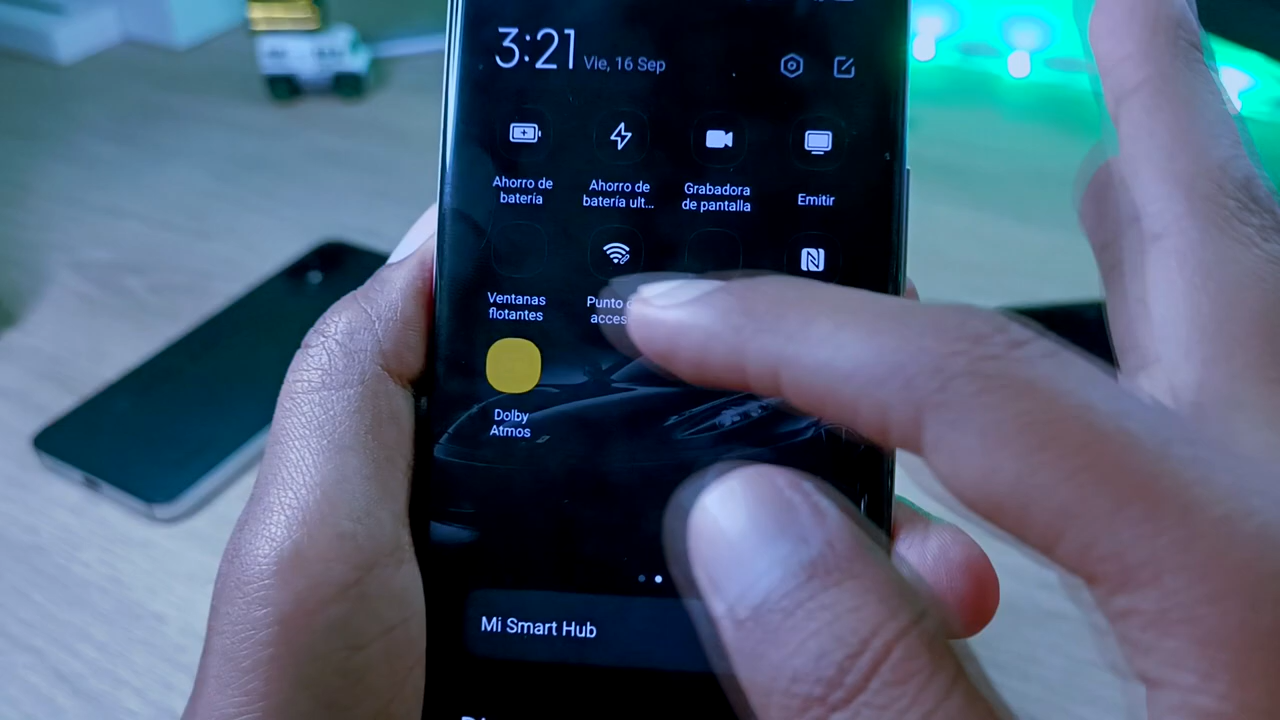 3:21 Vie, 16 Sep
Ahorro de
batería
Ahorro de
batería ult...
Grabadora
de pantalla
Emitir
Ventanas
flotantes
Punto
Dolby
Atmos
Mi Smart Hub